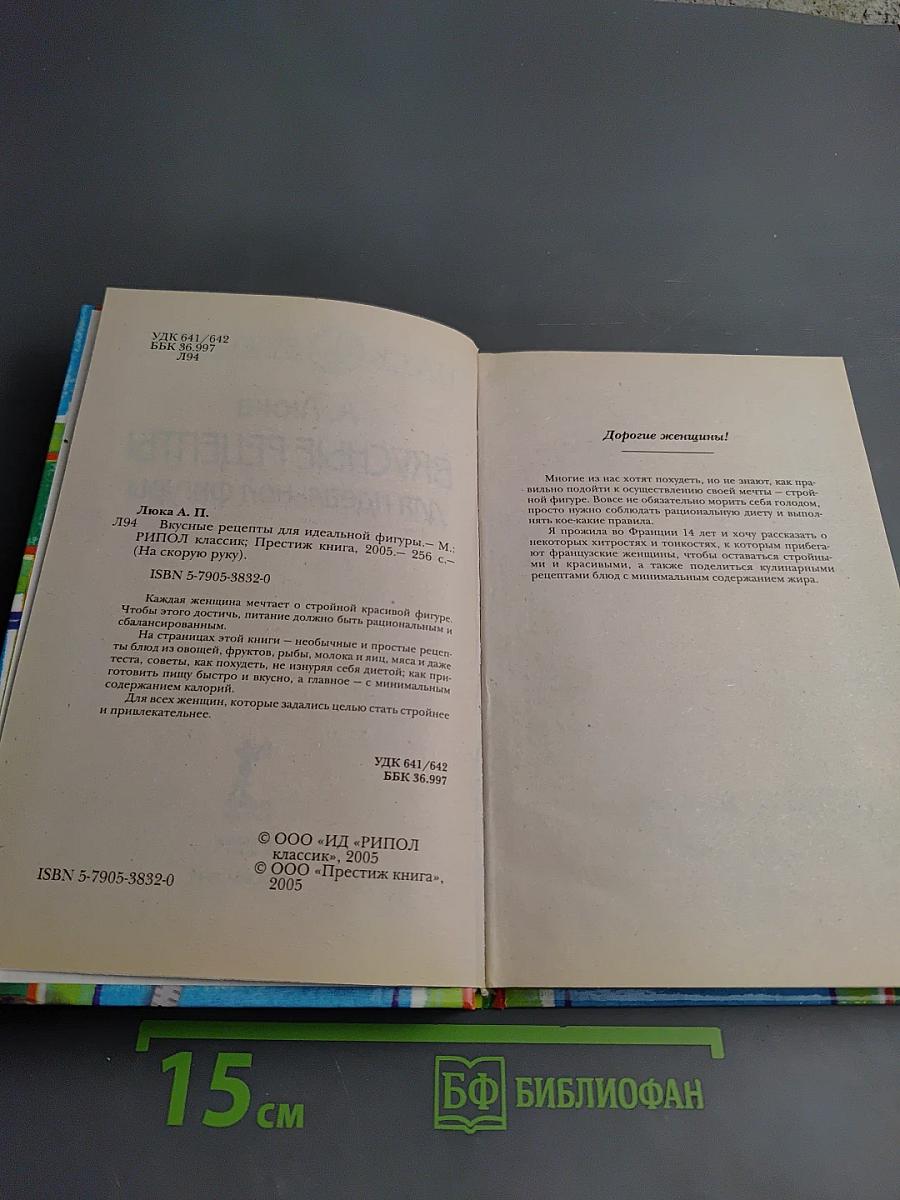 УДК 641/642
ББК 36.997
Л94
Люка А. П.
Л94 Вкусные рецепты для идеальной фигуры.– М.:
РИПОЛ классик; Престиж книга, 2005.– 256 с.–
(На скорую руку).
ISBN 5-7905-3832-0
Каждая женщина мечтает о стройной красивой фигуре.
Чтобы этого достичь, питание должно быть рациональным и
сбалансированным.
На страницах этой книги – необычные и простые рецеп-
ты блюд из овощей, фруктов, рыбы, молока и яиц, мяса и даже
теста, советы, как похудеть, не изнуряя себя диетой; как при-
готовить пищу быстро и вкусно, а главное – с минимальным
содержанием калорий.
Для всех женщин, которые задались целью стать стройнее
и привлекательнее.
УДК 641/642
ББК 36.997
© ООО «ИД «РИПОЛ
классик», 2005
© ООО «Престиж книга»,
2005
ISBN 5-7905-3832-0
Дорогие женщины!
Многие из нас хотят похудеть, но не знают, как пра-
вильно подойти к осуществлению своей мечты – строй-
ной фигуре. Вовсе не обязательно морить себя голодом,
просто нужно соблюдать рациональную диету и выпол-
нять кое-какие правила.
Я прожила во Франции 14 лет и хочу рассказать о
некоторых хитростях и тонкостях, к которым прибега-
ют французские женщины, чтобы оставаться стройны-
ми и красивыми, а также поделиться кулинарными
рецептами блюд с минимальным содержанием жира.
15 см
БФ БИБЛИОФАН